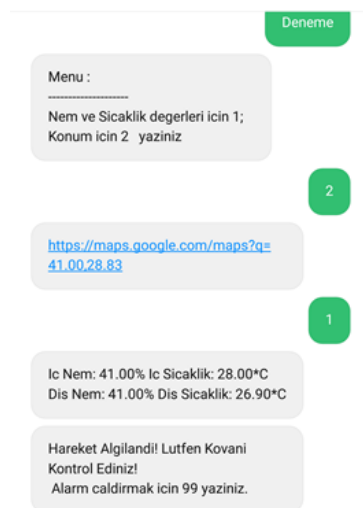 Deneme
Menu :
--------------------
Nem ve Sicaklik degerleri icin 1;
Konum icin 2 yaziniz
2
https://maps.google.com/maps?q=
41.00,28.83
1
Ic Nem: 41.00% Ic Sicaklik: 28.00*C
Dis Nem: 41.00% Dis Sicaklik: 26.90*C
Hareket Algilandi! Lutfen Kovani
Kontrol Ediniz!
Alarm caldirmak icin 99 yaziniz.